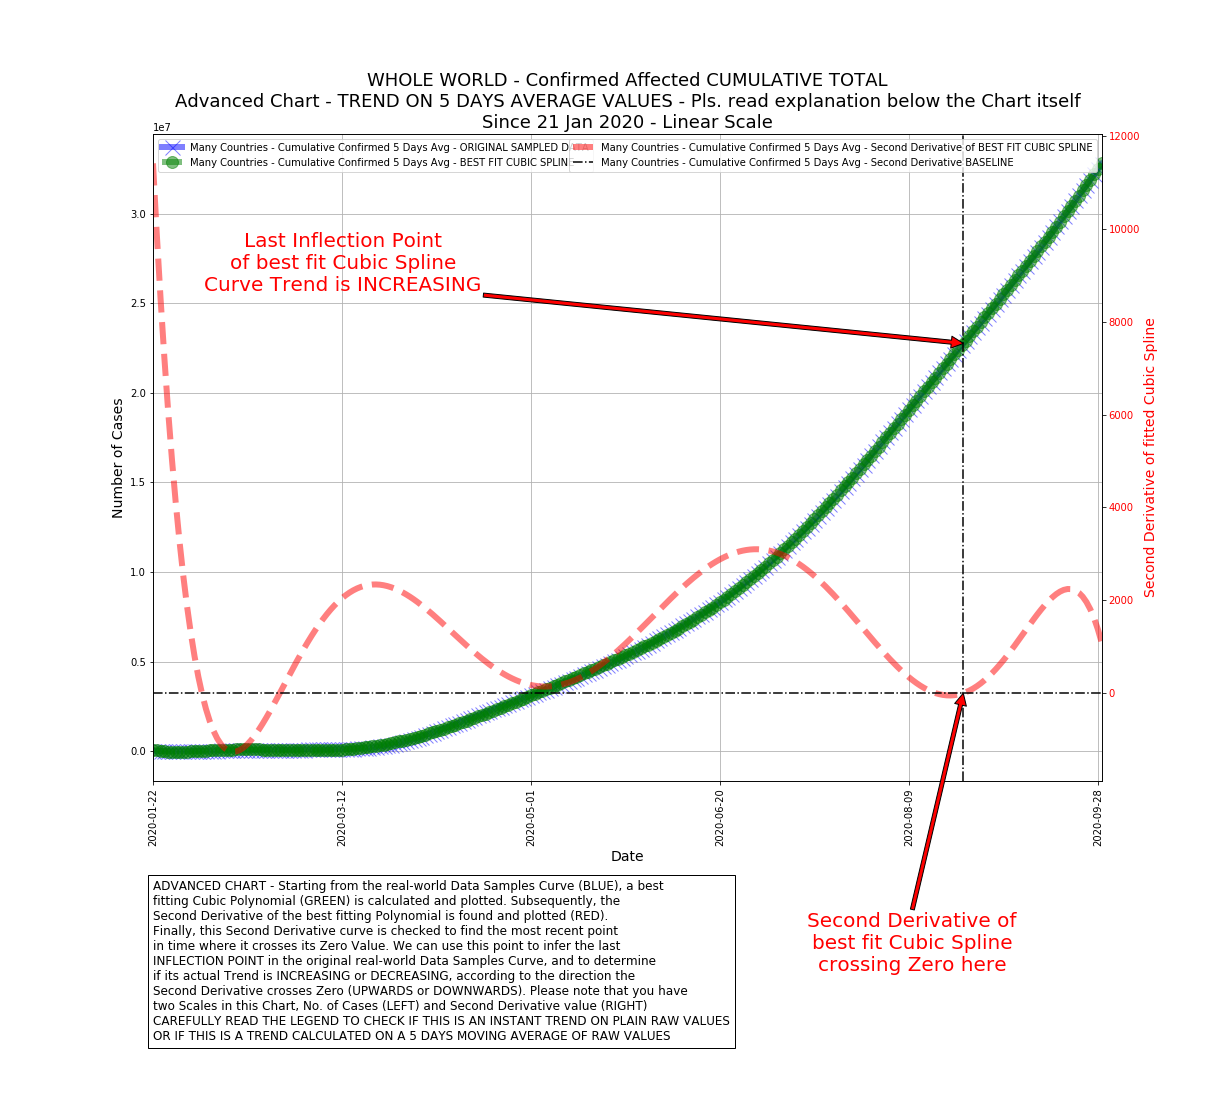 WHOLE WORLD - Confirmed Affected CUMULATIVE TOTAL
Advanced Chart - TREND ON 5 DAYS AVERAGE VALUES - Pls. read explanation below the Chart itself
Since 21 Jan 2020 - Linear Scale
1e7
Many Countries - Cumulative Confirmed 5 Days Avg - ORIGINAL SAMPLED DATA
Many Countries - Cumulative Confirmed 5 Days Avg - BEST FIT CUBIC SPLIN
Many Countries - Cumulative Confirmed 5 Days Avg - Second Derivative of BEST FIT CUBIC SPLINE
Many Countries - Cumulative Confirmed 5 Days Avg - Second Derivative BASELINE
3.0
2.5
2.0
1.5
1.0
0.5
0.0
Number of Cases
Last Inflection Point
of best fit Cubic Spline
Curve Trend is INCREASING
12000
10000
8000
6000
4000
2000
0
Second Derivative of fitted Cubic Spline
2020-01-22
2020-03-12
2020-05-01
2020-06-20
2020-08-09
2020-09-28
Date
ADVANCED CHART - Starting from the real-world Data Samples Curve (BLUE), a best
fitting Cubic Polynomial (GREEN) is calculated and plotted. Subsequently, the
Second Derivative of the best fitting Polynomial is found and plotted (RED).
Finally, this Second Derivative curve is checked to find the most recent point
in time where it crosses its Zero Value. We can use this point to infer the last
INFLECTION POINT in the original real-world Data Samples Curve, and to determine
if its actual Trend is INCREASING or DECREASING, according to the direction the
Second Derivative crosses Zero (UPWARDS or DOWNWARDS). Please note that you have
two Scales in this Chart, No. of Cases (LEFT) and Second Derivative value (RIGHT)
CAREFULLY READ THE LEGEND TO CHECK IF THIS IS AN INSTANT TREND ON PLAIN RAW VALUES
OR IF THIS IS A TREND CALCULATED ON A 5 DAYS MOVING AVERAGE OF RAW VALUES
Second Derivative of
best fit Cubic Spline
crossing Zero here